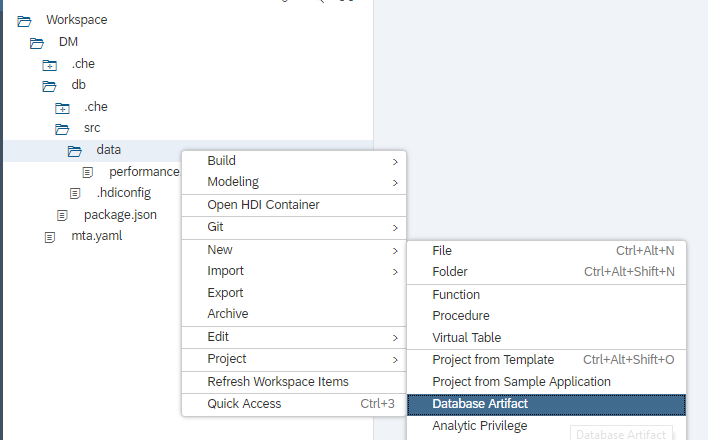 Workspace
DM
.che
db
.che
src
data
performance
.hdiconfig
package.json
mta.yaml
Build
Modeling
Open HDI Container
Git
New
Import
Export
Archive
Edit
Project
Refresh Workspace Items
Quick Access Ctrl+3
File Ctrl+Alt+N
Folder Ctrl+Alt+Shift+N
Function
Procedure
Virtual Table
Project from Template Ctrl+Alt+Shift+O
Project from Sample Application
Database Artifact
Analytic Privilege
Database Artifact